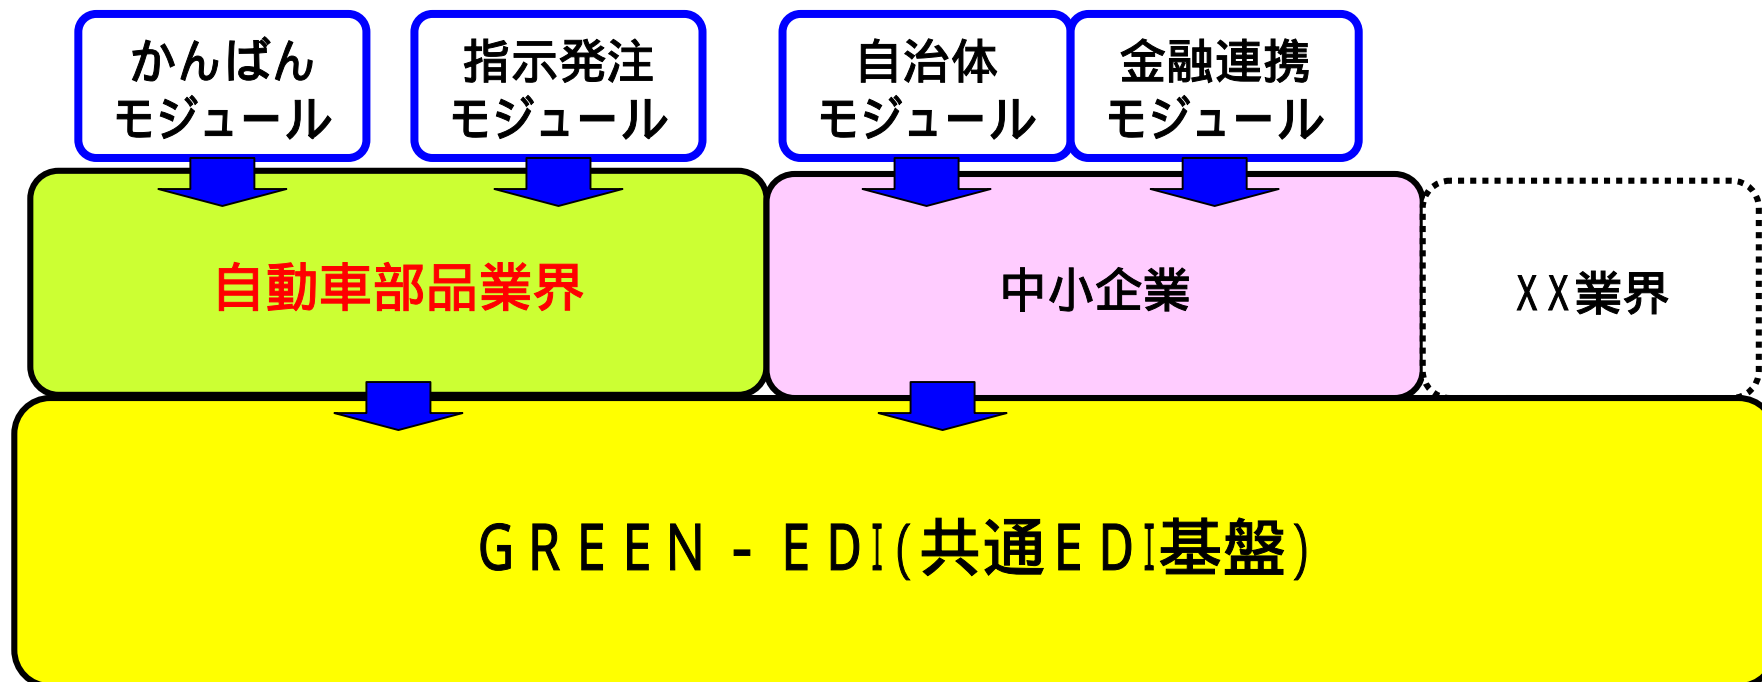 かんばん
モジュール
指示発注
モジュール
自治体
モジュール
金融連携
モジュール
自動車部品業界
中小企業
XX業界
GREEN-EDI(共通EDI基盤)